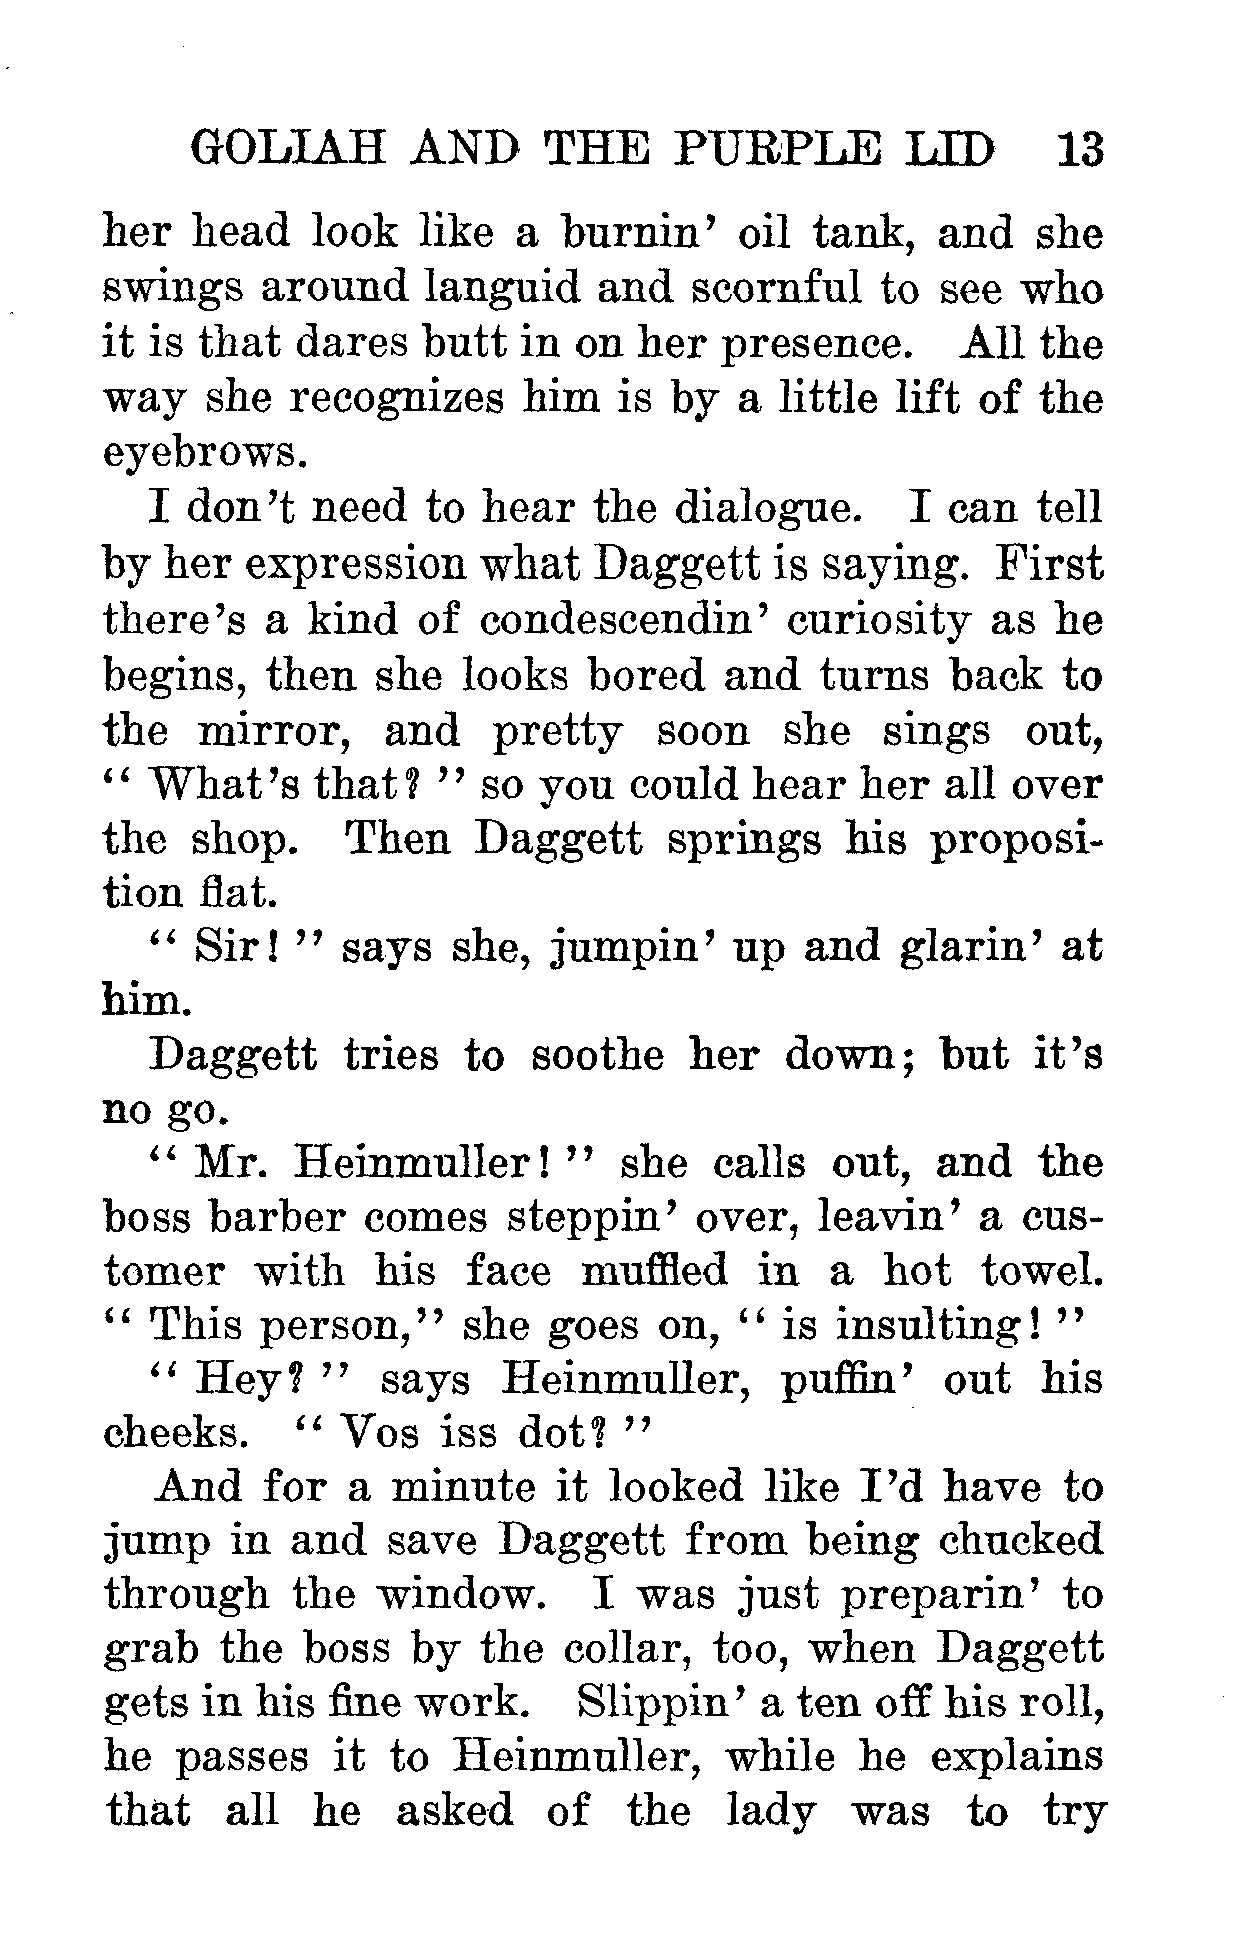 GOLIAH AND THE PURPLE LID 13
her head look like a burnin' oil tank, and she
swings around languid and scornful to see who
it is that dares butt in on her presence. All the
way she recognizes him is by a little lift of the
eyebrows.
I don't need to hear the dialogue. I can tell
by her expression what Daggett is saying. First
there's a kind of condescendin' curiosity as he
begins, then she looks bored and turns back to
the mirror, and pretty soon she sings out,
“ What's that? ” so you could hear her all over
the shop. Then Daggett springs his proposi-
tion flat.
“ Sir! ” says she, jumpin' up and glarin' at
him.
Daggett tries to soothe her down; but it's
no go.
“ Mr. Heinmuller! ” she calls out, and the
boss barber comes steppin' over, leavin' a cus-
tomer with his face muffled in a hot towel.
“ This person,” she goes on, “ is insulting! ”
“ Hey? ” says Heinmuller, puffin' out his
cheeks. “ Vos iss dot? ”
And for a minute it looked like I'd have to
jump in and save Daggett from being chucked
through the window. I was just preparin' to
grab the boss by the collar, too, when Daggett
gets in his fine work. Slippin' a ten off his roll,
he passes it to Heinmuller, while he explains
that all he asked of the lady was to try